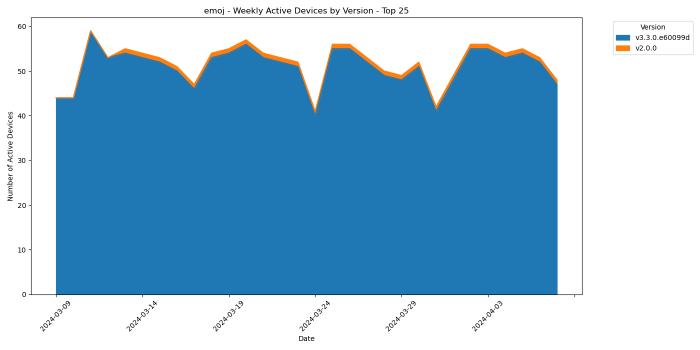 emoj - Weekly Active Devices by Version - Top 25
Version
v3.3.0.e60099d
v2.0.0
Number of Active Devices
60
50
40
30
20
10
0
2024-03-09
2024-03-14
2024-03-19
2024-03-24
2024-03-29
2024-04-03
Date